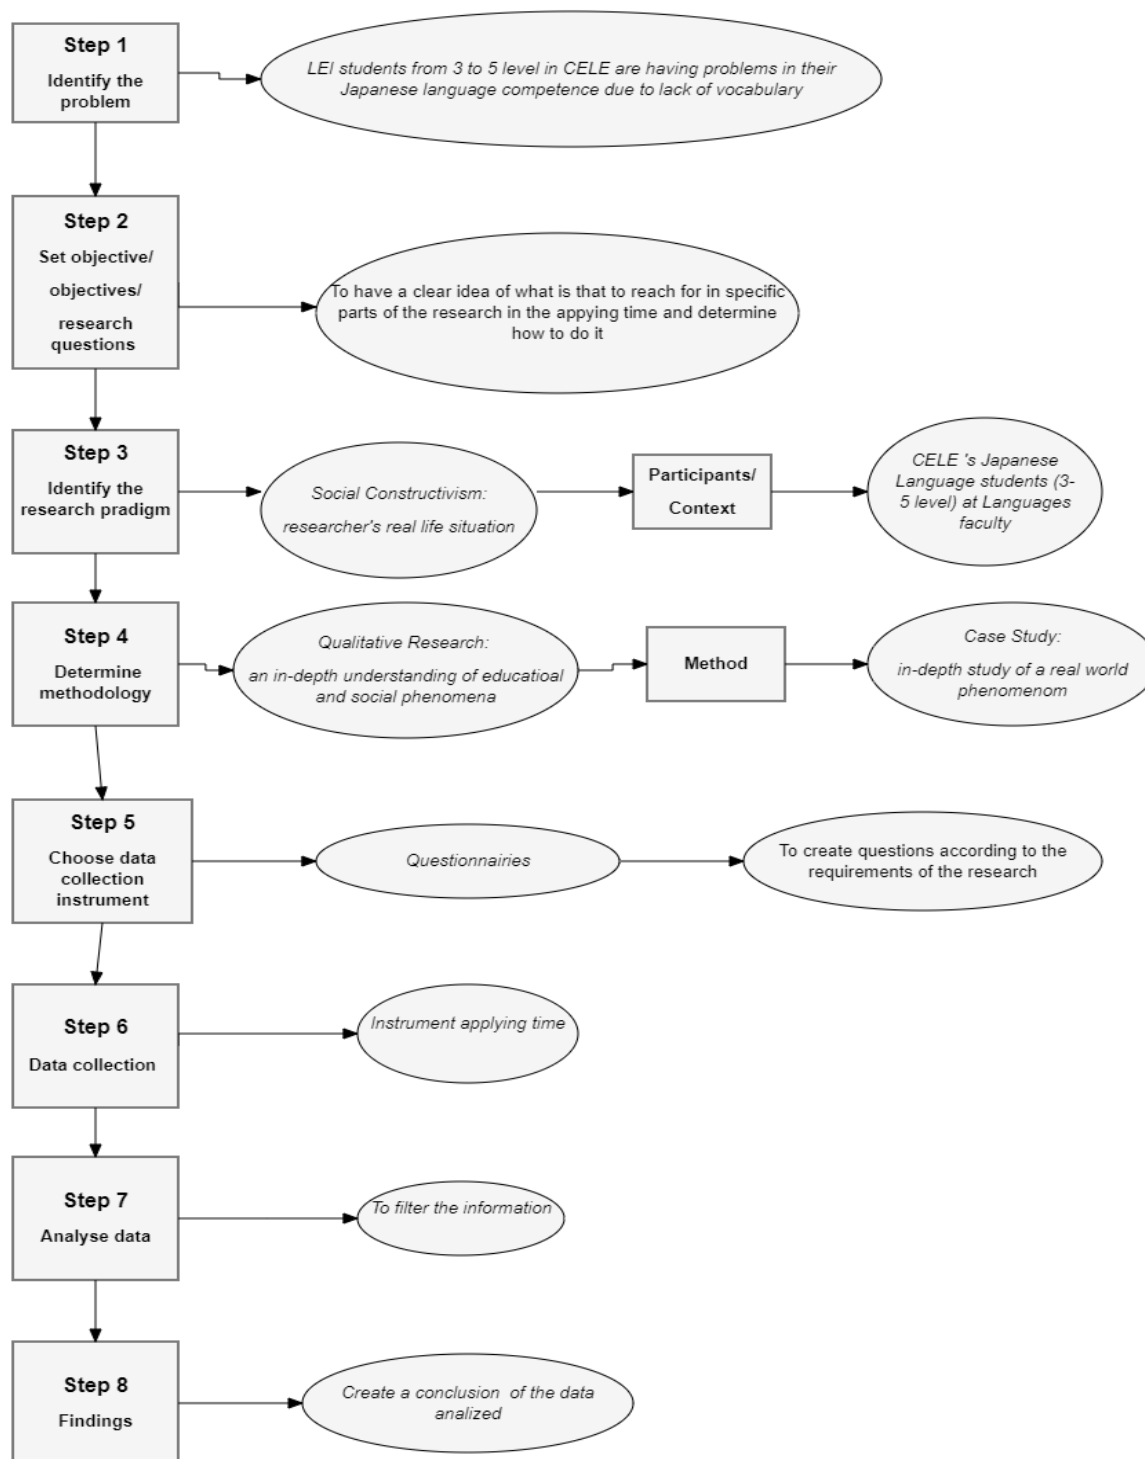 Step 1
Identify the
problem
LEI students from 3 to 5 level in CELE are having problems in their
Japanese language competence due to lack of vocabulary
Step 2
Set objective/
objectives/
research
questions
To have a clear idea of what is that to reach for in specific
parts of the research in the appying time and determine
how to do it
Step 3
Identify the
research pradigm
Social Constructivism:
researcher's real life situation
Participants/
Context
CELE 's Japanese
Language students (3-
5 level) at Languages
faculty
Step 4
Determine
methodology
Qualitative Research:
an in-depth understanding of educatioal
and social phenomena
Method
Case Study:
in-depth study of a real world
phenomenom
Step 5
Choose data
collection
instrument
Questionnairies
To create questions according to the
requirements of the research
Step 6
Data collection
Instrument applying time
Step 7
Analyse data
To filter the information
Step 8
Findings
Create a conclusion of the data
analized